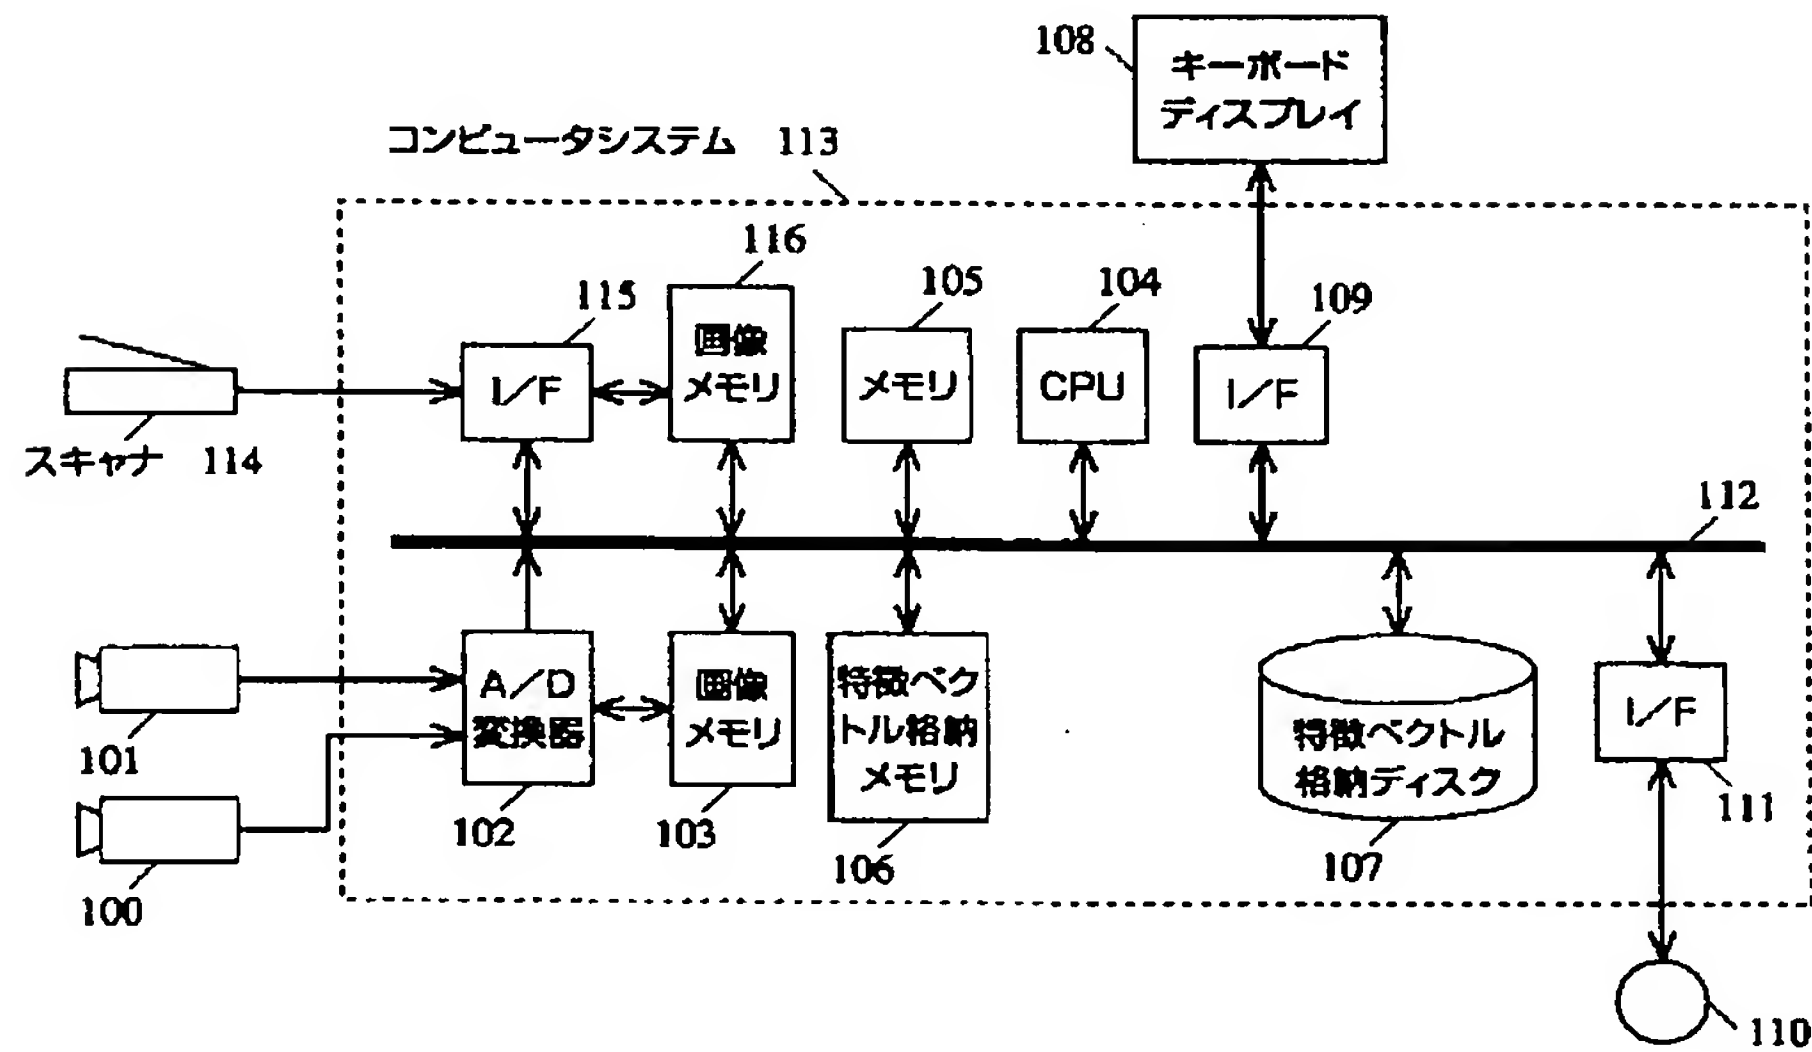 108
キーボード
ディスプレイ
コンピュータシステム 113
116
115
105
104
109
画像
メモリ
I/F
メモリ
CPU
I/F
スキャナ 114
112
A/D
変換器
画像
メモリ
特徴ベク
トル格納
メモリ
特徴ベクトル
格納ディスク
I/F
101
102
103
106
107
111
100
110